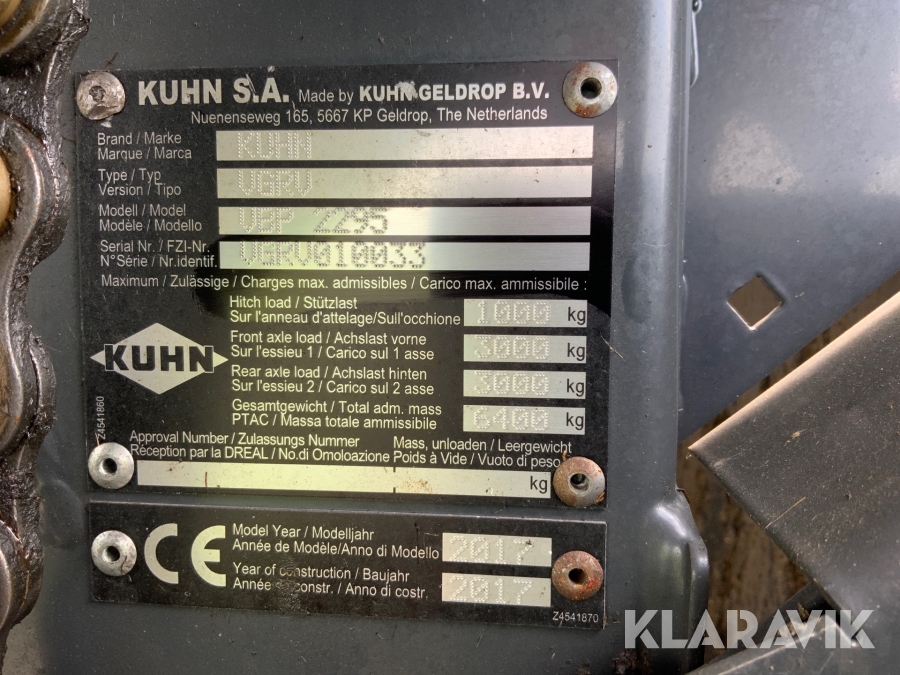 KUHN S.A. Made by KUHN GELDROP B.V.
Nuenenseweg 165, 5667 KP Geldrop, The Netherlands
Brand / Marke
Marque / Marca
KUHN
Type / Typ
Version / Tipo
VGRV
Modell / Model
Modèle / Modello
VBP 2295
Serial Nr. / FZI-Nr.
N°Série / Nr.identif.
VGRV010033
Maximum / Zulässige / Charges max. admissibles / Carico max. ammissibile :
Hitch load / Stützlast
Sur l'anneau d'attelage/Sull'occhione
1000 kg
Front axle load / Achslast vorne
Sur l'essieu 1 / Carico sul 1 asse
3000 kg
Rear axle load / Achslast hinten
Sur l'essieu 2 / Carico sul 2 asse
3000 kg
Gesamtgewicht / Total adm. mass
PTAC / Massa totale ammissibile
6400 kg
KUHN
Z4541860
Approval Number / Zulassungs Nummer Mass, unloaden / Leergewicht
Réception par la DREAL / No.di Omoloazione Poids à Vide / Vuoto di peso
kg
CE
Model Year / Modelljahr
Année de Modèle/Anno di Modello
2017
Year of construction / Baujahr
Année de constr. / Anno di costr.
2017
Z4541870
KLARAVIK